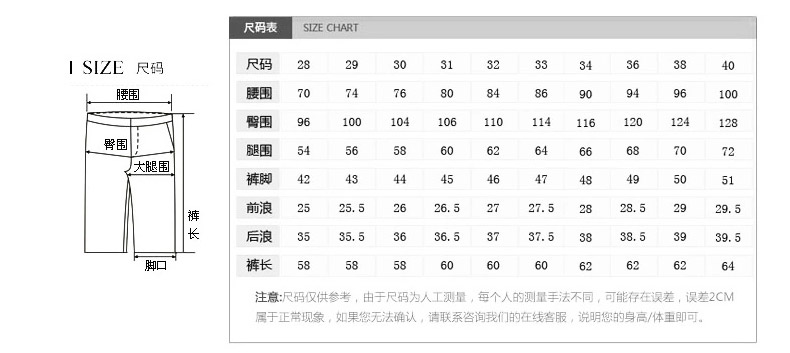 SIZE 尺码
腰围
臀围
大腿围
裤长
脚口
尺码表 SIZE CHART
尺码 28 29 30 31 32 33 34 36 38 40
腰围 70 74 76 80 84 86 90 94 96 100
臀围 96 100 104 106 110 114 116 120 124 128
腿围 54 56 58 60 62 64 66 68 70 72
裤脚 42 43 44 45 46 47 48 49 50 51
前浪 25 25.5 26 26.5 27 27.5 28 28.5 29 29.5
后浪 35 35.5 36 36.5 37 37.5 38 38.5 39 39.5
裤长 58 58 58 60 60 60 62 62 62 64
注意:尺码仅供参考，由于尺码为人工测量，每个人的测量手法不同，可能存在误差，误差2CM
属于正常现象，如果您无法确认，请联系咨询我们的在线客服，说明您的身高/体重即可。